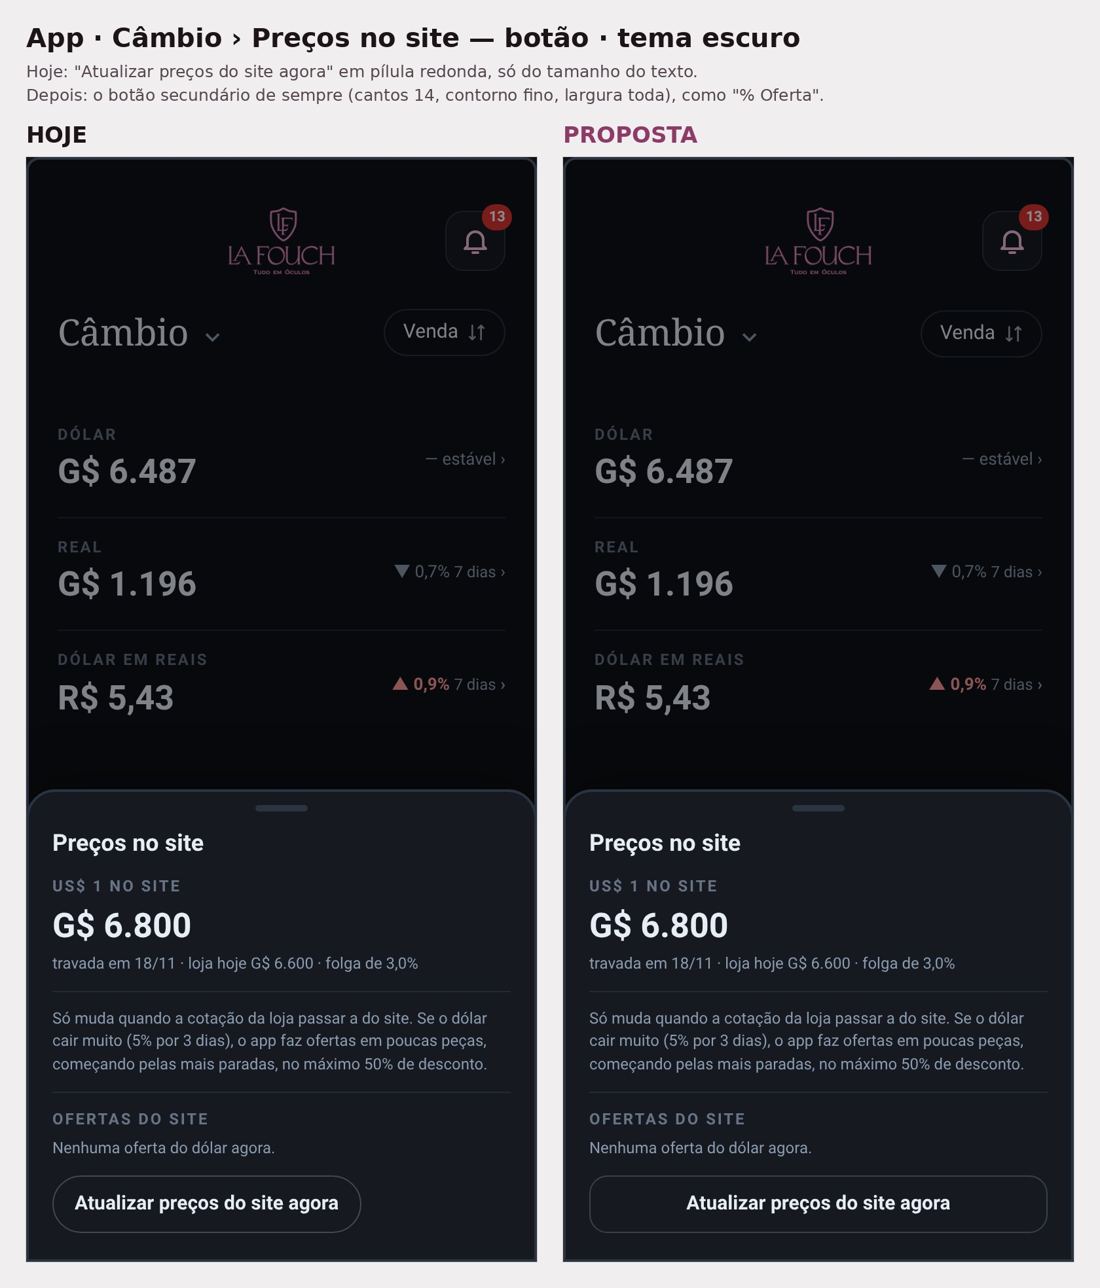 App · Câmbio › Preços no site — botão · tema escuro
Hoje: "Atualizar preços do site agora" em pílula redonda, só do tamanho do texto.
Depois: o botão secundário de sempre (cantos 14, contorno fino, largura toda), como "% Oferta".
HOJE
LF
LA FOUCH
TUDO EM ÓCULOS
13
Câmbio
Venda
DÓLAR
G$ 6.487
— estável ›
REAL
G$ 1.196
▼ 0,7% 7 dias ›
DÓLAR EM REAIS
R$ 5,43
▲ 0,9% 7 dias ›
Preços no site
US$ 1 NO SITE
G$ 6.800
travada em 18/11 · loja hoje G$ 6.600 · folga de 3,0%
Só muda quando a cotação da loja passar a do site. Se o dólar
cair muito (5% por 3 dias), o app faz ofertas em poucas peças,
começando pelas mais paradas, no máximo 50% de desconto.
OFERTAS DO SITE
Nenhuma oferta do dólar agora.
Atualizar preços do site agora
PROPOSTA
LF
LA FOUCH
TUDO EM ÓCULOS
13
Câmbio
Venda
DÓLAR
G$ 6.487
— estável ›
REAL
G$ 1.196
▼ 0,7% 7 dias ›
DÓLAR EM REAIS
R$ 5,43
▲ 0,9% 7 dias ›
Preços no site
US$ 1 NO SITE
G$ 6.800
travada em 18/11 · loja hoje G$ 6.600 · folga de 3,0%
Só muda quando a cotação da loja passar a do site. Se o dólar
cair muito (5% por 3 dias), o app faz ofertas em poucas peças,
começando pelas mais paradas, no máximo 50% de desconto.
OFERTAS DO SITE
Nenhuma oferta do dólar agora.
Atualizar preços do site agora